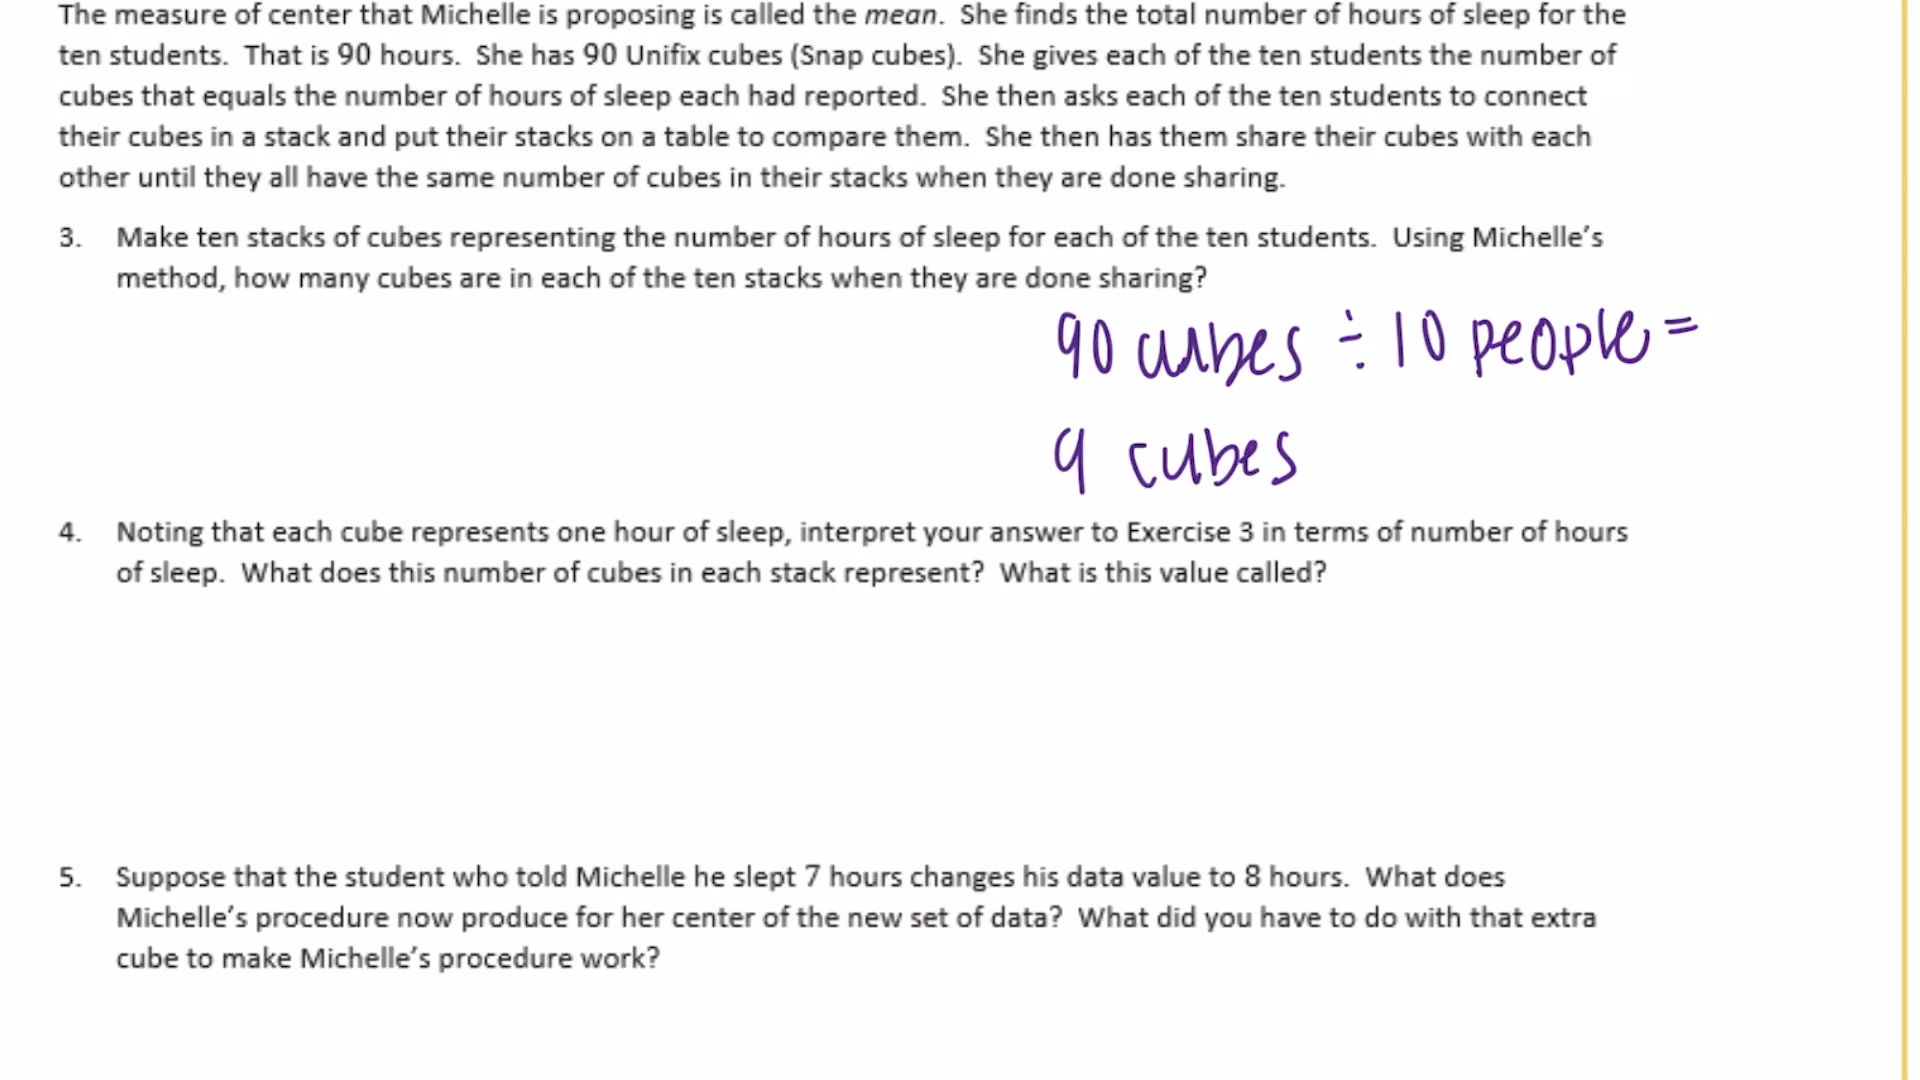 The measure of center that Michelle is proposing is called the mean. She finds the total number of hours of sleep for the
ten students. That is 90 hours. She has 90 Unifix cubes (Snap cubes). She gives each of the ten students the number of
cubes that equals the number of hours of sleep each had reported. She then asks each of the ten students to connect
their cubes in a stack and put their stacks on a table to compare them. She then has them share their cubes with each
other until they all have the same number of cubes in their stacks when they are done sharing.
3. Make ten stacks of cubes representing the number of hours of sleep for each of the ten students. Using Michelle’s
method, how many cubes are in each of the ten stacks when they are done sharing?
90 cubes ÷ 10 people =
9 cubes
4. Noting that each cube represents one hour of sleep, interpret your answer to Exercise 3 in terms of number of hours
of sleep. What does this number of cubes in each stack represent? What is this value called?
5. Suppose that the student who told Michelle he slept 7 hours changes his data value to 8 hours. What does
Michelle’s procedure now produce for her center of the new set of data? What did you have to do with that extra
cube to make Michelle’s procedure work?